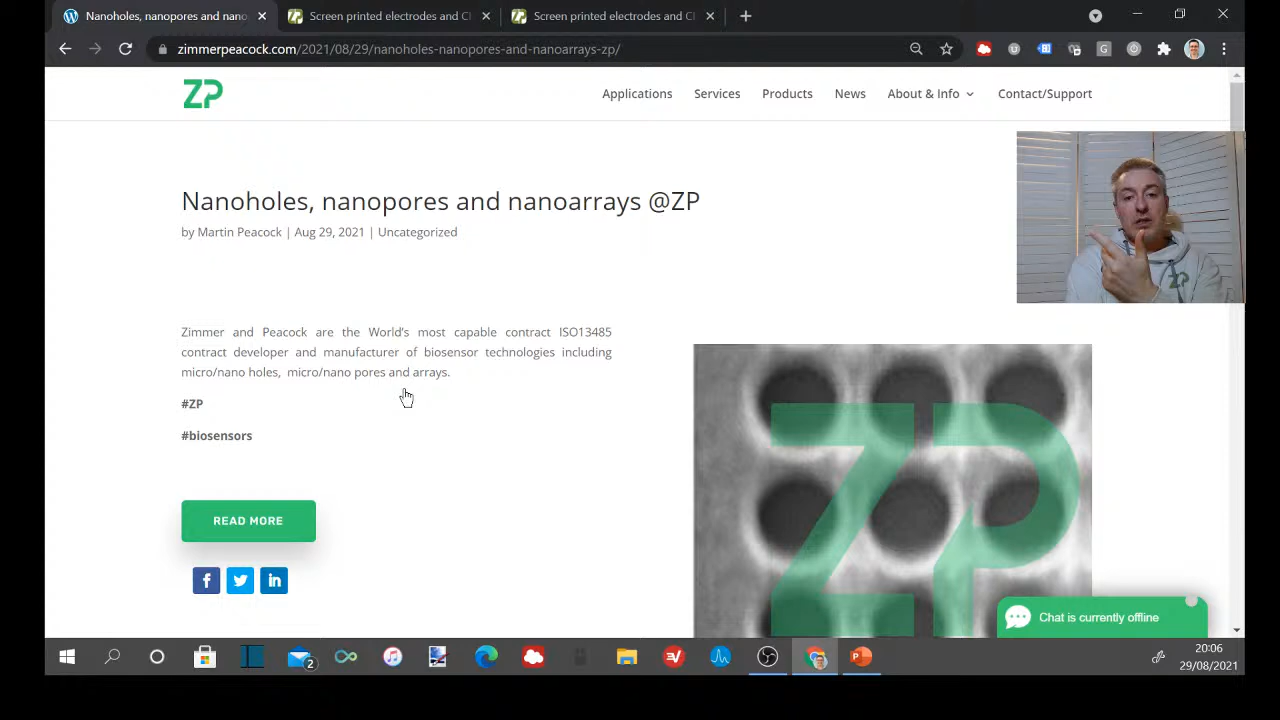 Nanoholes, nanopores and nano
Screen printed electrodes and Cl
Screen printed electrodes and Cl
zimmerpeacock.com/2021/08/29/nanoholes-nanopores-and-nanoarrays-zp/
ZP
Applications
Services
Products
News
About & Info
Contact/Support
Nanoholes, nanopores and nanoarrays @ZP
by Martin Peacock | Aug 29, 2021 | Uncategorized
Zimmer and Peacock are the World's most capable contract ISO13485
contract developer and manufacturer of biosensor technologies including
micro/nano holes, micro/nano pores and arrays.
#ZP
#biosensors
READ MORE
ZP
Chat is currently offline
20:06
29/08/2021